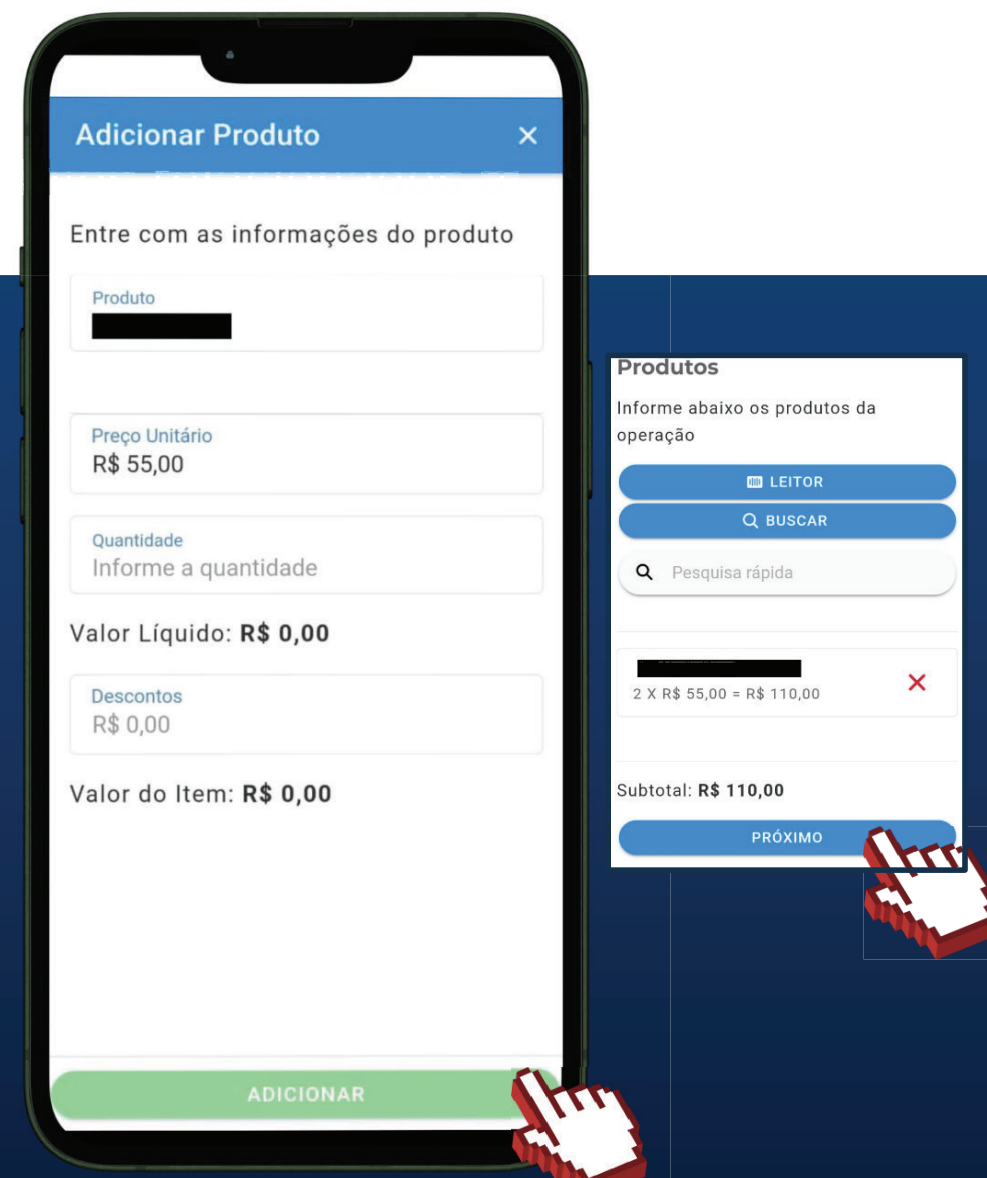 Adicionar Produto
Entre com as informações do produto
Produto
Preço Unitário
R$ 55,00
Quantidade
Informe a quantidade
Valor Líquido: R$ 0,00
Descontos
R$ 0,00
Valor do Item: R$ 0,00
ADICIONAR
Produtos
Informe abaixo os produtos da
operação
LEITOR
BUSCAR
Pesquisa rápida
2 X R$ 55,00 = R$ 110,00
Subtotal: R$ 110,00
PRÓXIMO